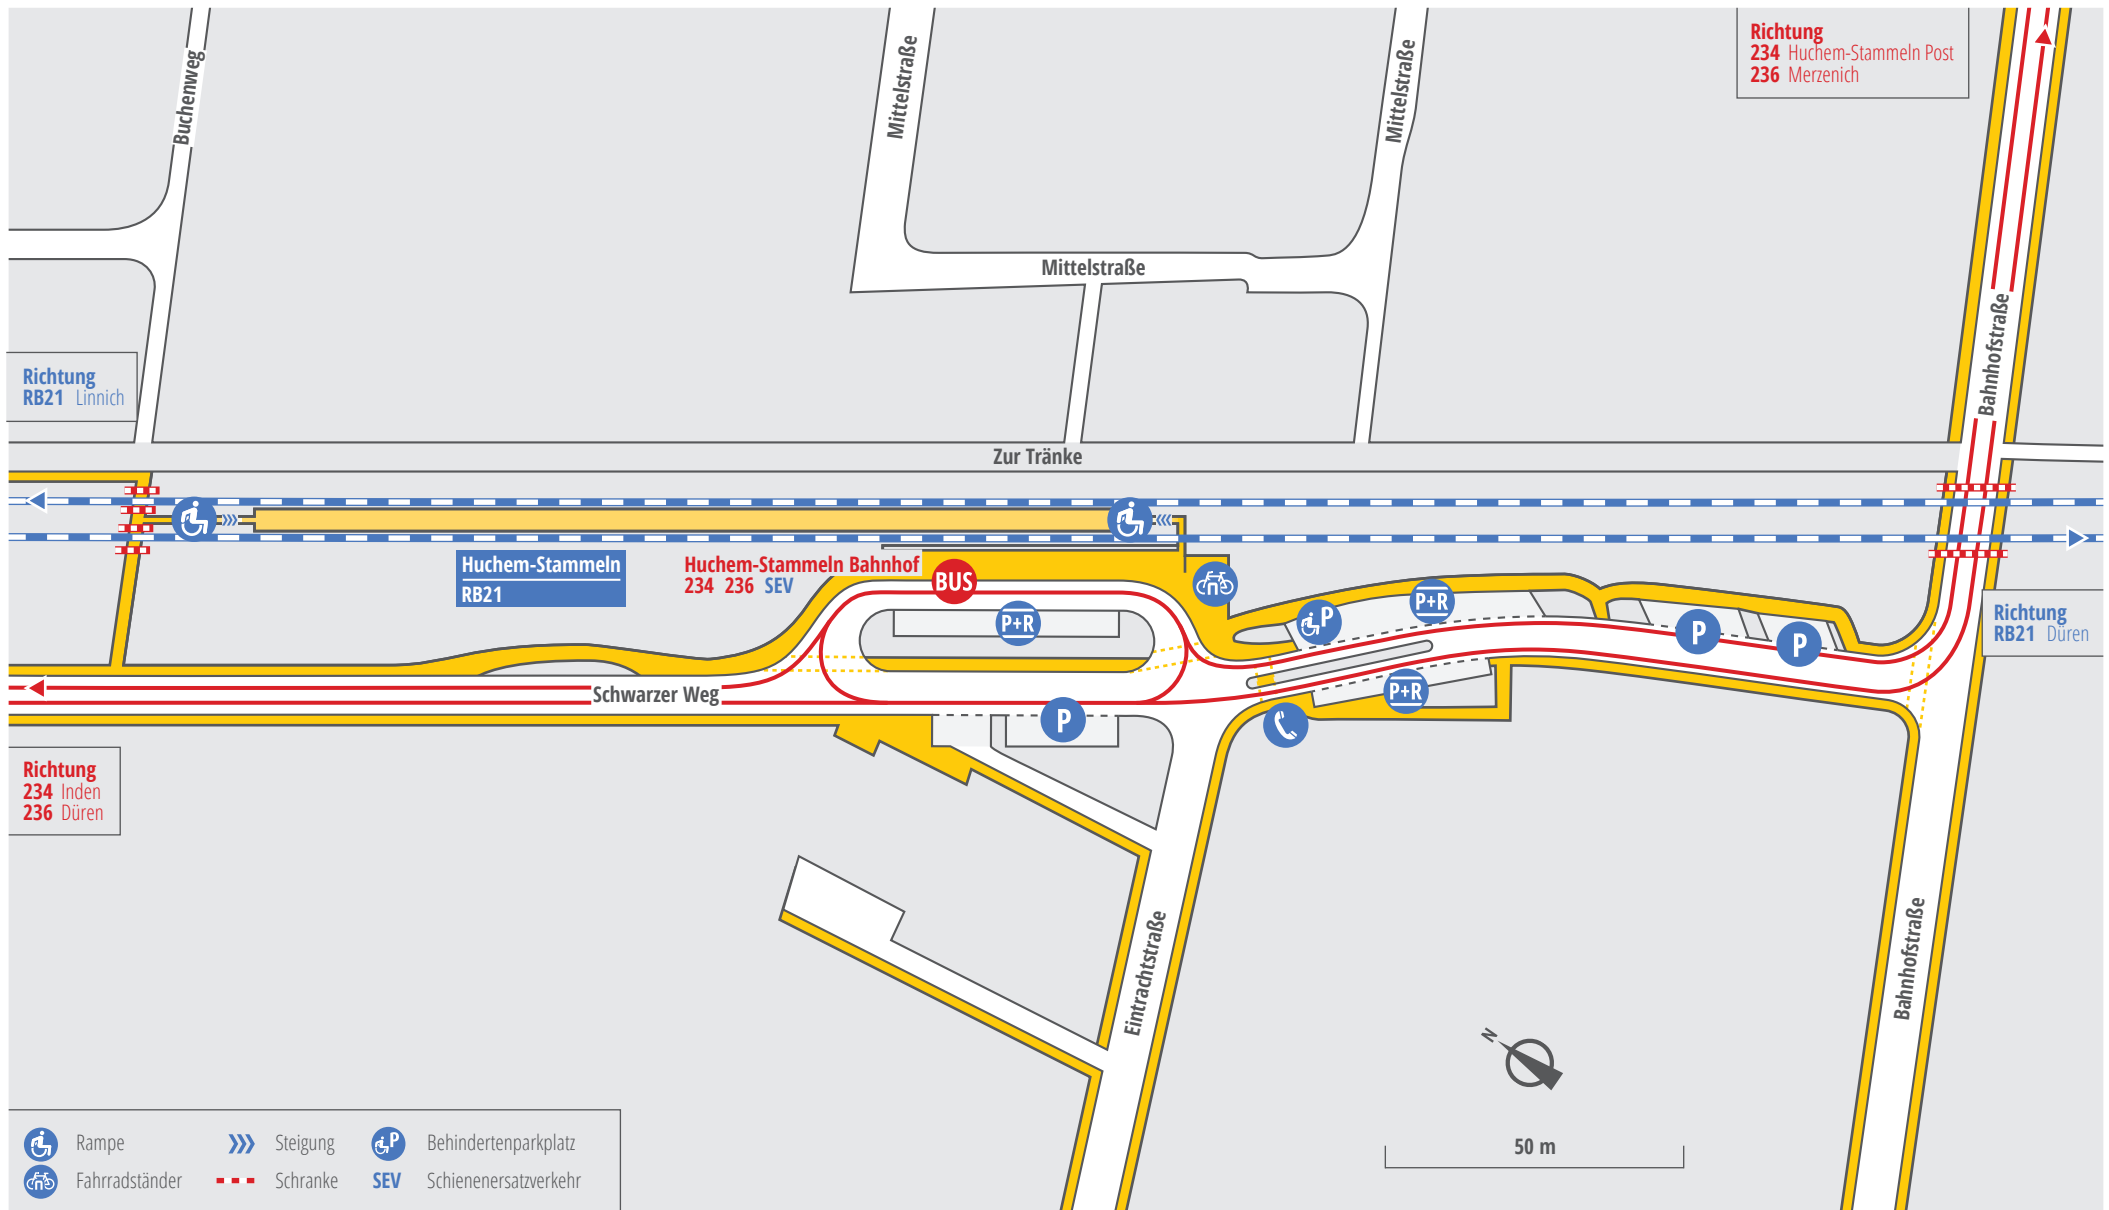 Buchenweg
Mittelstraße
Mittelstraße
Richtung
234 Huchem-Stammeln Post
236 Merzenich
Mittelstraße
Bahnhofstraße
Richtung
RB21 Linnich
Zur Tränke
Huchem-Stammeln
RB21
Huchem-Stammeln Bahnhof
234 236 SEV
BUS
P+R
P+R
P
P
P
Richtung
RB21 Düren
Schwarzer Weg
P+R
P
Richtung
234 Inden
236 Düren
Eintrachtstraße
Bahnhofstraße
N
50 m
Rampe
Steigung
P
Behindertenparkplatz
Fahrradständer
Schranke
SEV
Schienenersatzverkehr